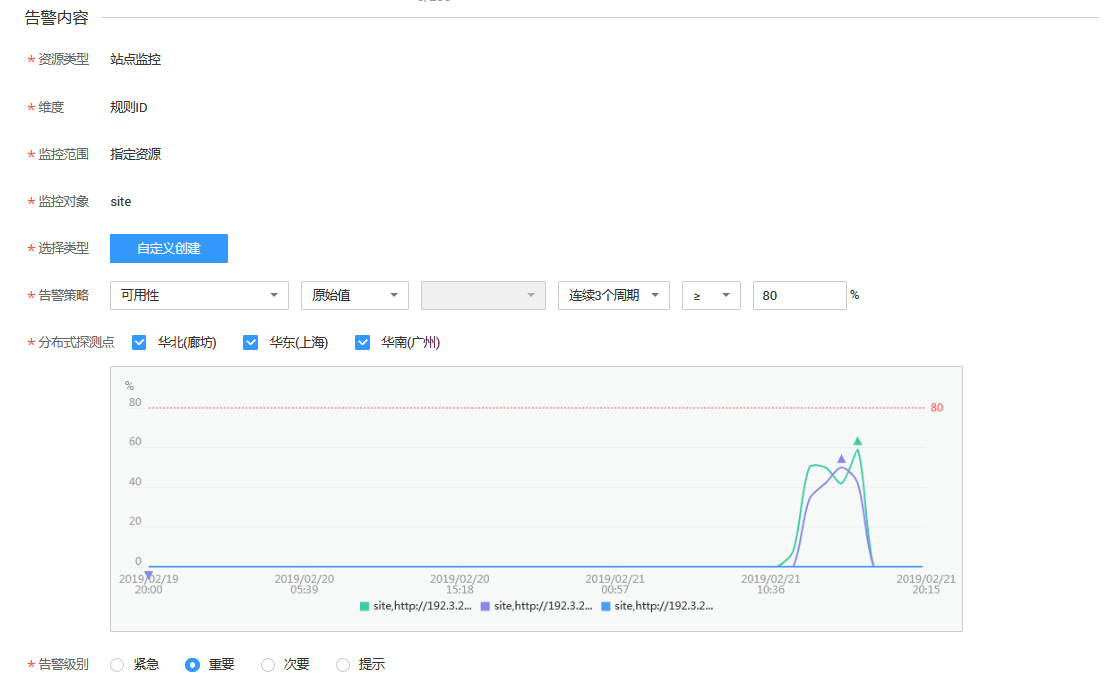 告警内容
* 资源类型 站点监控
* 维度 规则ID
* 监控范围 指定资源
* 监控对象 site
* 选择类型 自定义创建
* 告警策略 可用性 原始值 连续3个周期 ≥ 80 %
* 分布式探测点 华北(廊坊) 华东(上海) 华南(广州)
%
80 80
60
40
20
0
2019/02/19 2019/02/20 2019/02/20 2019/02/21 2019/02/21 2019/02/21
20:00 05:39 15:18 00:57 10:36 20:15
site,http://192.3.2... site,http://192.3.2... site,http://192.3.2...
* 告警级别 紧急 重要 次要 提示